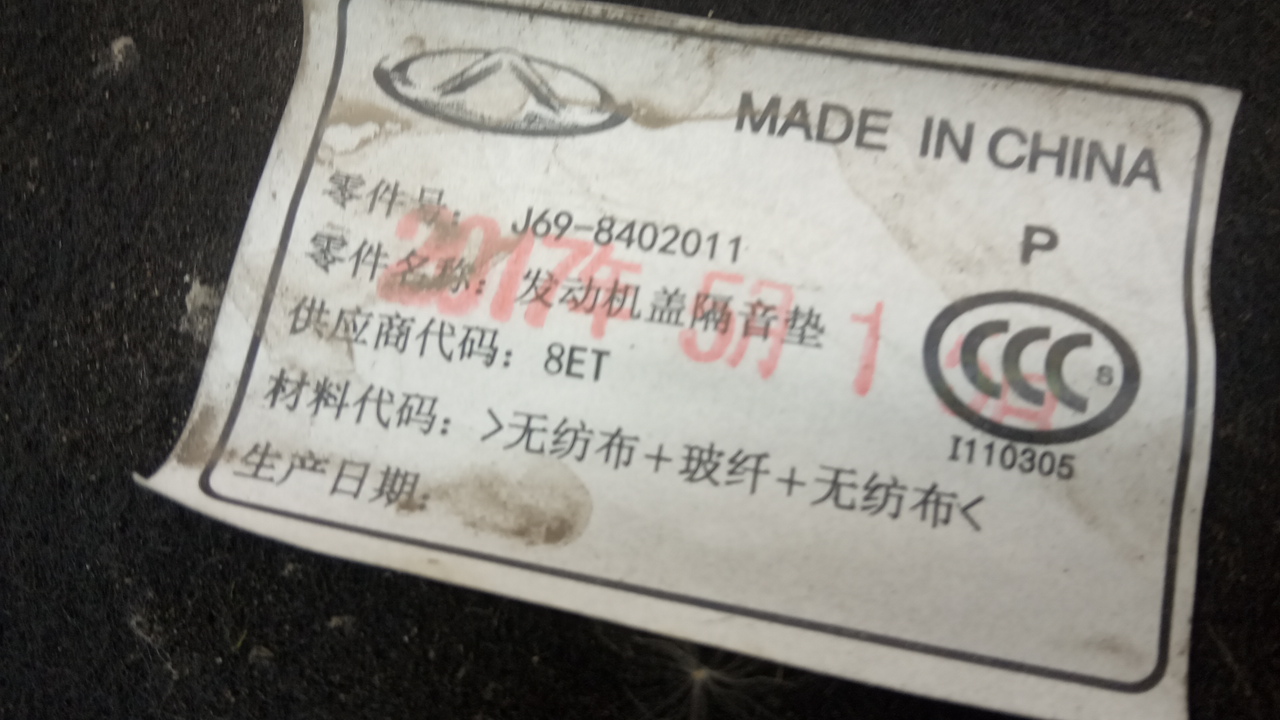 MADE IN CHINA
零件号: J69-8402011
P
零件名称: 发动机盖隔音垫
2017年 5月 1
供应商代码: 8ET
CCC S
材料代码: >无纺布+玻纤+无纺布<
I110305
生产日期: